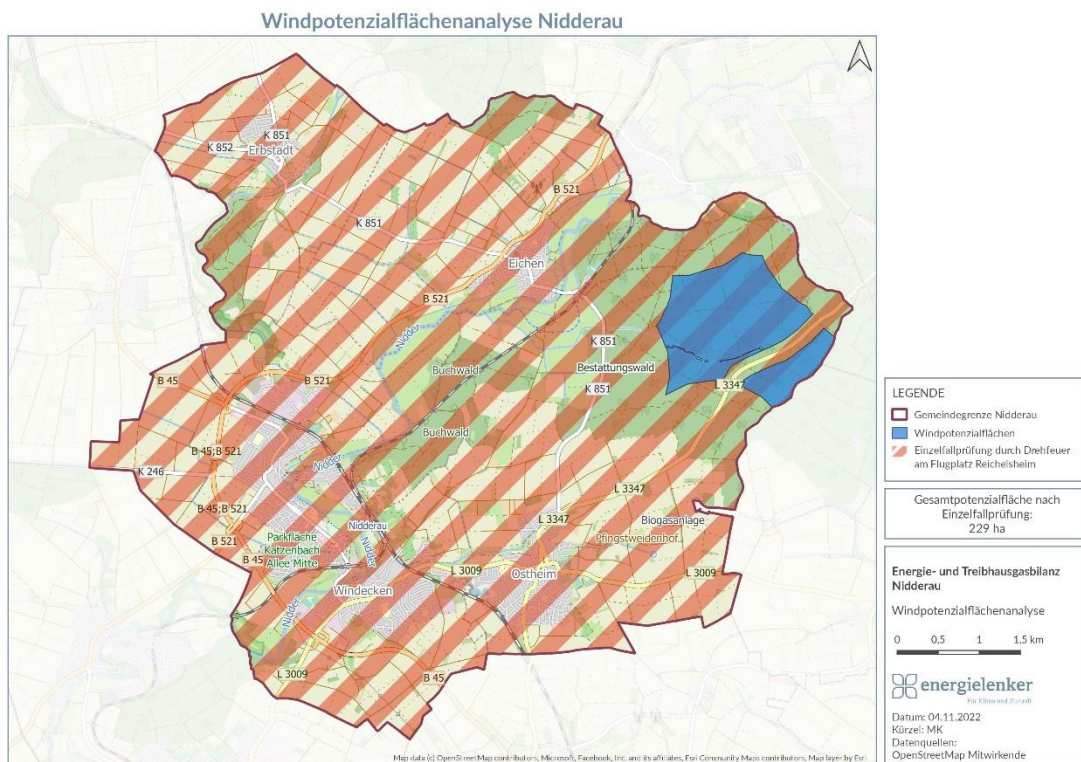 Windpotenzialflächenanalyse Nidderau
K 851
K 852
Erbstadt
B 521
K 851
Eichen
B 521
Nidder
K 851
Buchwald
Bestattungswald
B 521
B 45
K 851
L 3347
Buchwald
B 45;B 521
Nidder
K 246
L 3347
B 45;B 521
L 3347
Biogasanlage
Nidderau
Pfingstweidenhof
Parkfläche
Katzenbach
Allee Mitte
B 521
Nidder
B 45
L 3009
Ostheim
L 3009
Windecken
Nidder
L 3009
B 45
LEGENDE
Gemeindegrenze Nidderau
Windpotenzialflächen
Einzelfallprüfung durch Drehfeuer
am Flugplatz Reichelsheim
Gesamtpotenzialfläche nach
Einzelfallprüfung:
229 ha
Energie- und Treibhausgasbilanz
Nidderau
Windpotenzialflächenanalyse
0 0,5 1 1,5 km
energielenker
Für Klima und Zukunft
Datum: 04.11.2022
Kürzel: MK
Datenquellen:
OpenStreetMap Mitwirkende
Map data (c) OpenStreetMap contributors, Microsoft, Facebook, Inc. and its affiliates, Esri Community Maps contributors, Map layer by Esri